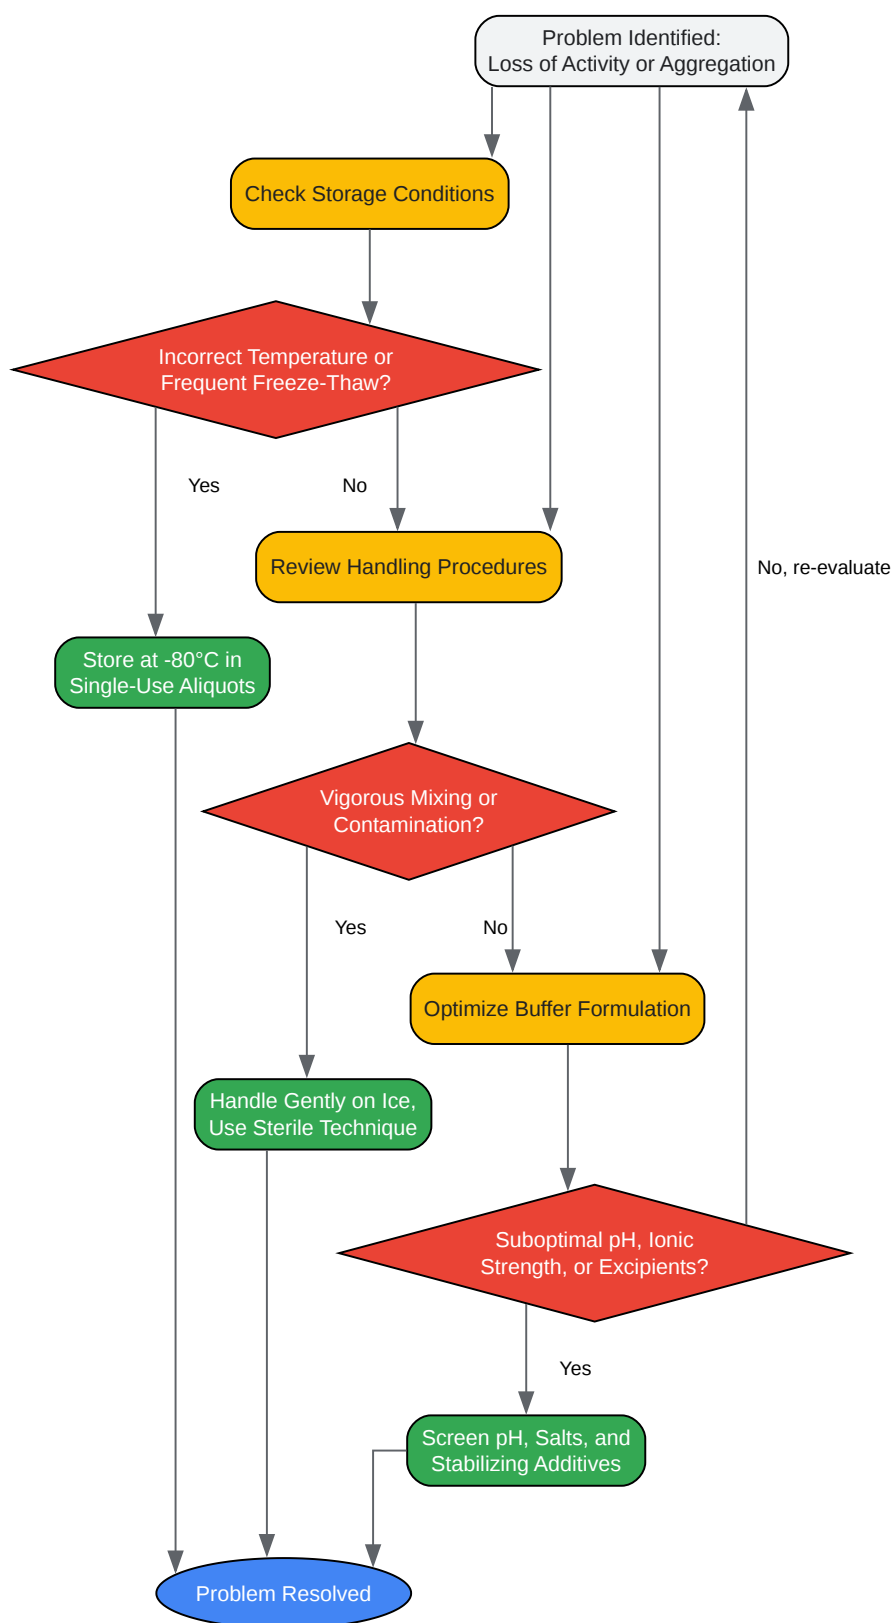 Problem Identified:
Loss of Activity or Aggregation
Check Storage Conditions
Incorrect Temperature or
Frequent Freeze-Thaw?
Yes
No
Review Handling Procedures
No, re-evaluate
Store at -80°C in
Single-Use Aliquots
Vigorous Mixing or
Contamination?
Yes
No
Optimize Buffer Formulation
Handle Gently on Ice,
Use Sterile Technique
Suboptimal pH, Ionic
Strength, or Excipients?
Yes
Screen pH, Salts, and
Stabilizing Additives
Problem Resolved